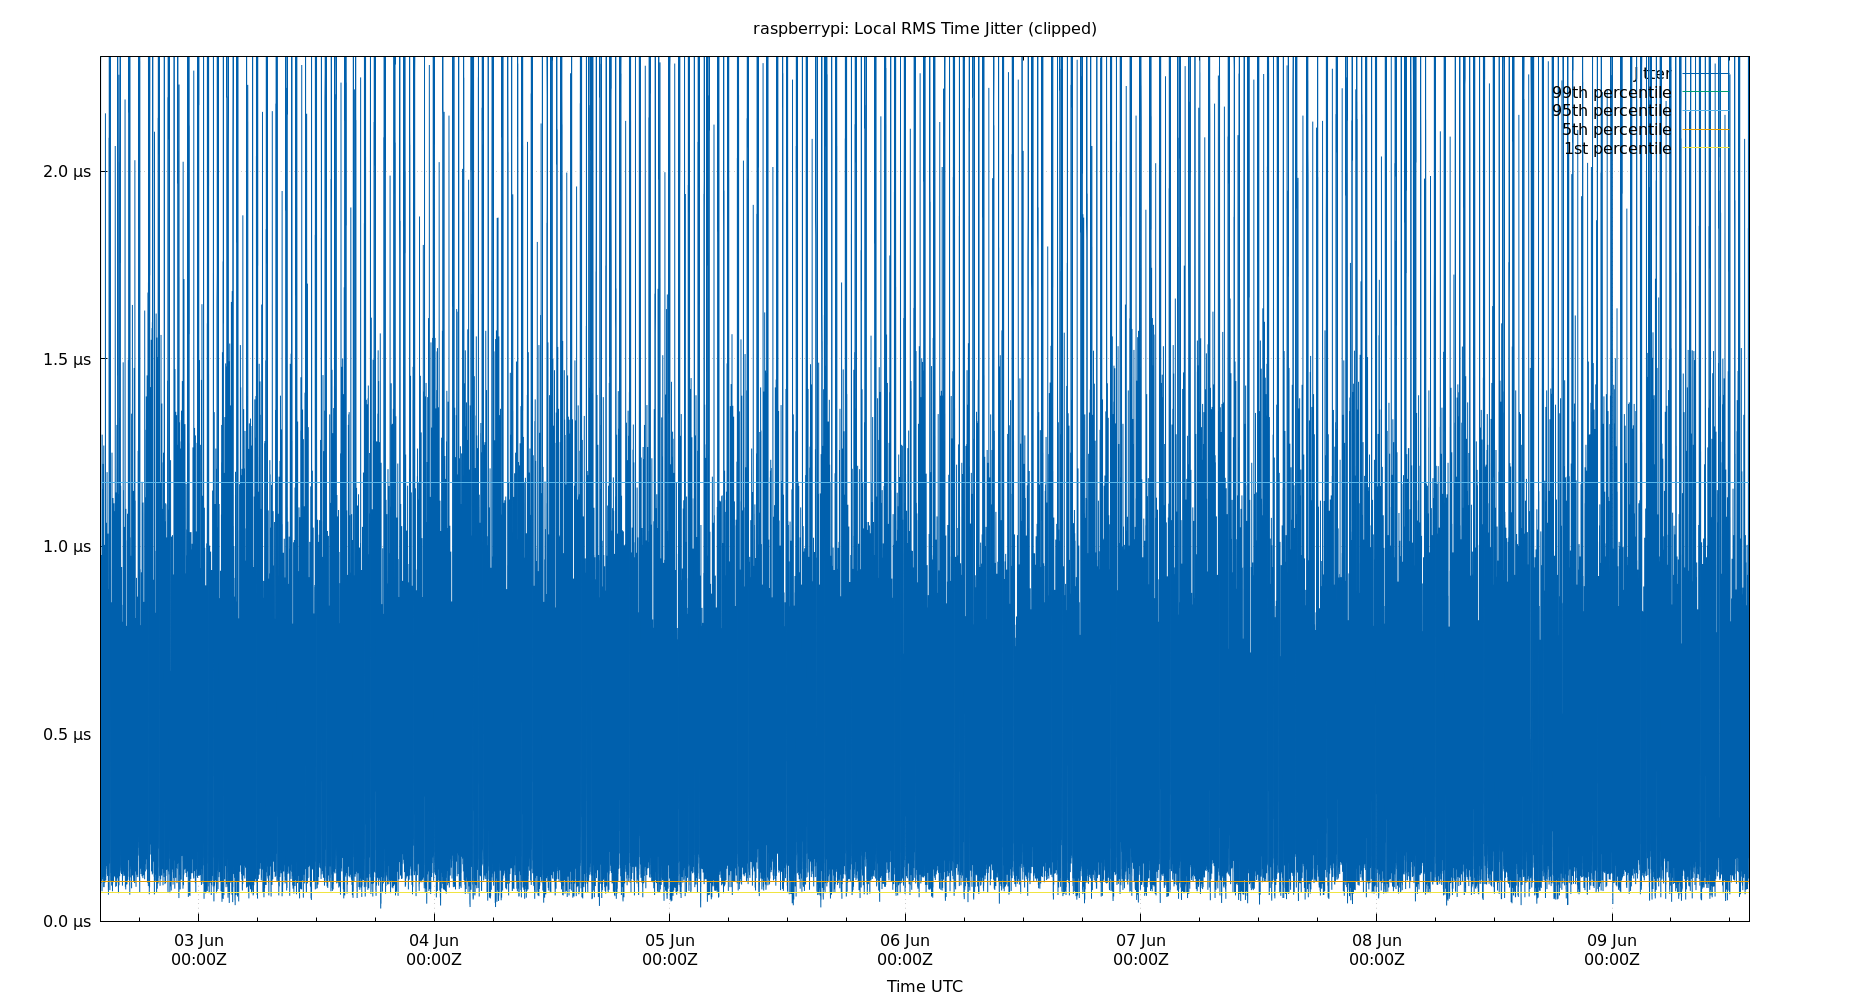 raspberrypi: Local RMS Time Jitter (clipped)
jitter
99th percentile
95th percentile
5th percentile
1st percentile
2.0 μs
1.5 μs
1.0 μs
0.5 μs
0.0 μs
03 Jun 04 Jun 05 Jun 06 Jun 07 Jun 08 Jun 09 Jun
00:00Z 00:00Z 00:00Z 00:00Z 00:00Z 00:00Z 00:00Z
Time UTC